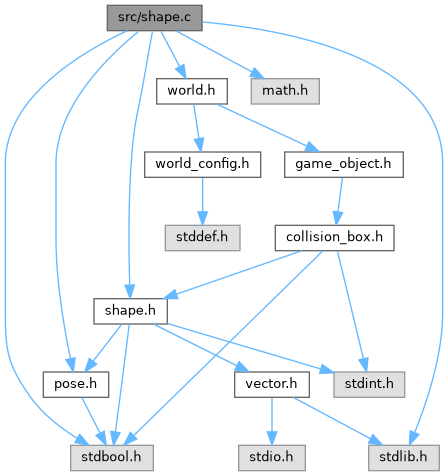 src/shape.c
world.h
math.h
world_config.h
game_object.h
stddef.h
collision_box.h
shape.h
pose.h
vector.h
stdint.h
stdbool.h
stdio.h
stdlib.h